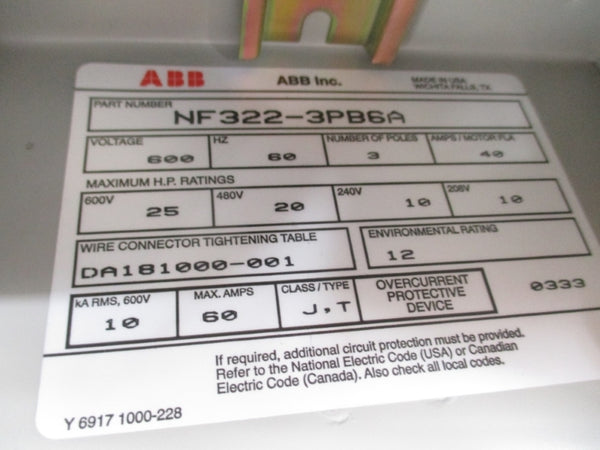 ABB ABB Inc. MADE IN USA
WICHITA FALLS, TX
PART NUMBER
NF322-3PB6A
VOLTAGE HZ NUMBER OF POLES AMPS / MOTOR FLA
600 60 3 40
MAXIMUM H.P. RATINGS
600V 480V 240V 208V
25 20 10 10
WIRE CONNECTOR TIGHTENING TABLE ENVIRONMENTAL RATING
DA181000-001 12
kA RMS, 600V MAX. AMPS CLASS / TYPE OVERCURRENT
PROTECTIVE
DEVICE
10 60 J,T 0333
If required, additional circuit protection must be provided.
Refer to the National Electric Code (USA) or Canadian
Electric Code (Canada). Also check all local codes.
Y 6917 1000-228